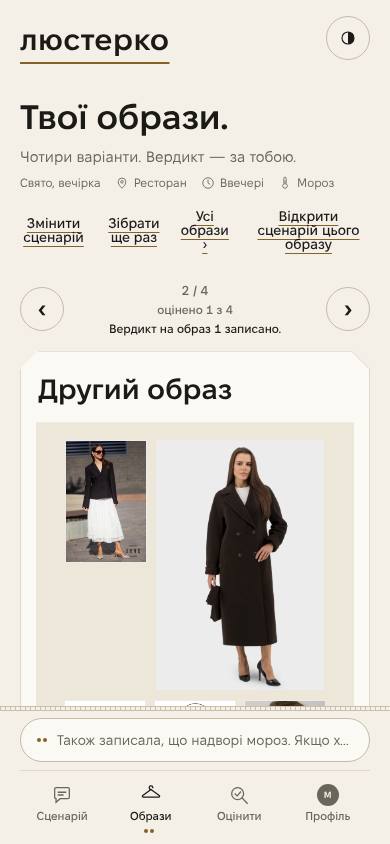 люстерко
Твої образи.
Чотири варіанти. Вердикт — за тобою.
Свято, вечірка Ресторан Ввечері Мороз
Змінити
сценарій
Зібрати
ще раз
Усі
образи
›
Відкрити
сценарій цього
образу
‹
2 / 4
оцінено 1 з 4
Вердикт на образ 1 записано.
›
Другий образ
Також записала, що надворі мороз. Якщо х...
Сценарій
Образи
Оцінити
М
Профіль